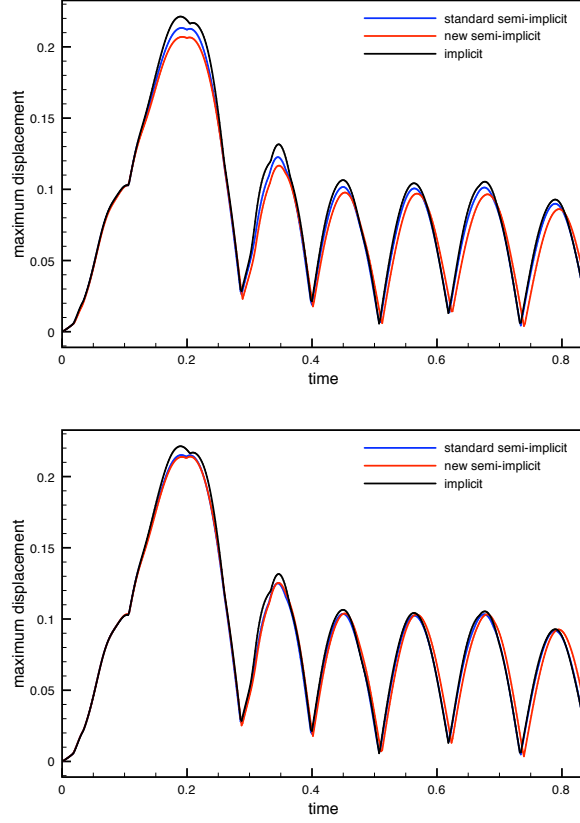 standard semi-implicit
new semi-implicit
implicit
0.2
0.15
0.1
0.05
0
maximum displacement
0
0.2
0.4
0.6
0.8
time
standard semi-implicit
new semi-implicit
implicit
0.2
0.15
0.1
0.05
0
maximum displacement
0
0.2
0.4
0.6
0.8
time